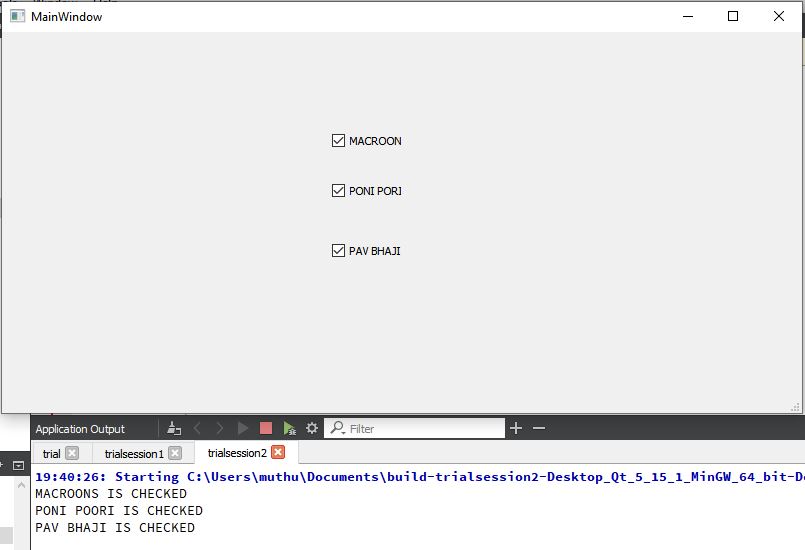 MainWindow
MACROON
PONI PORI
PAV BHAJI
Application Output
Filter
trial
trialsession1
trialsession2
19:40:26: Starting C:\Users\muthu\Documents\build-trialsession2-Desktop_Qt_5_15_1_MinGW_64_bit-De
MACROONS IS CHECKED
PONI POORI IS CHECKED
PAV BHAJI IS CHECKED